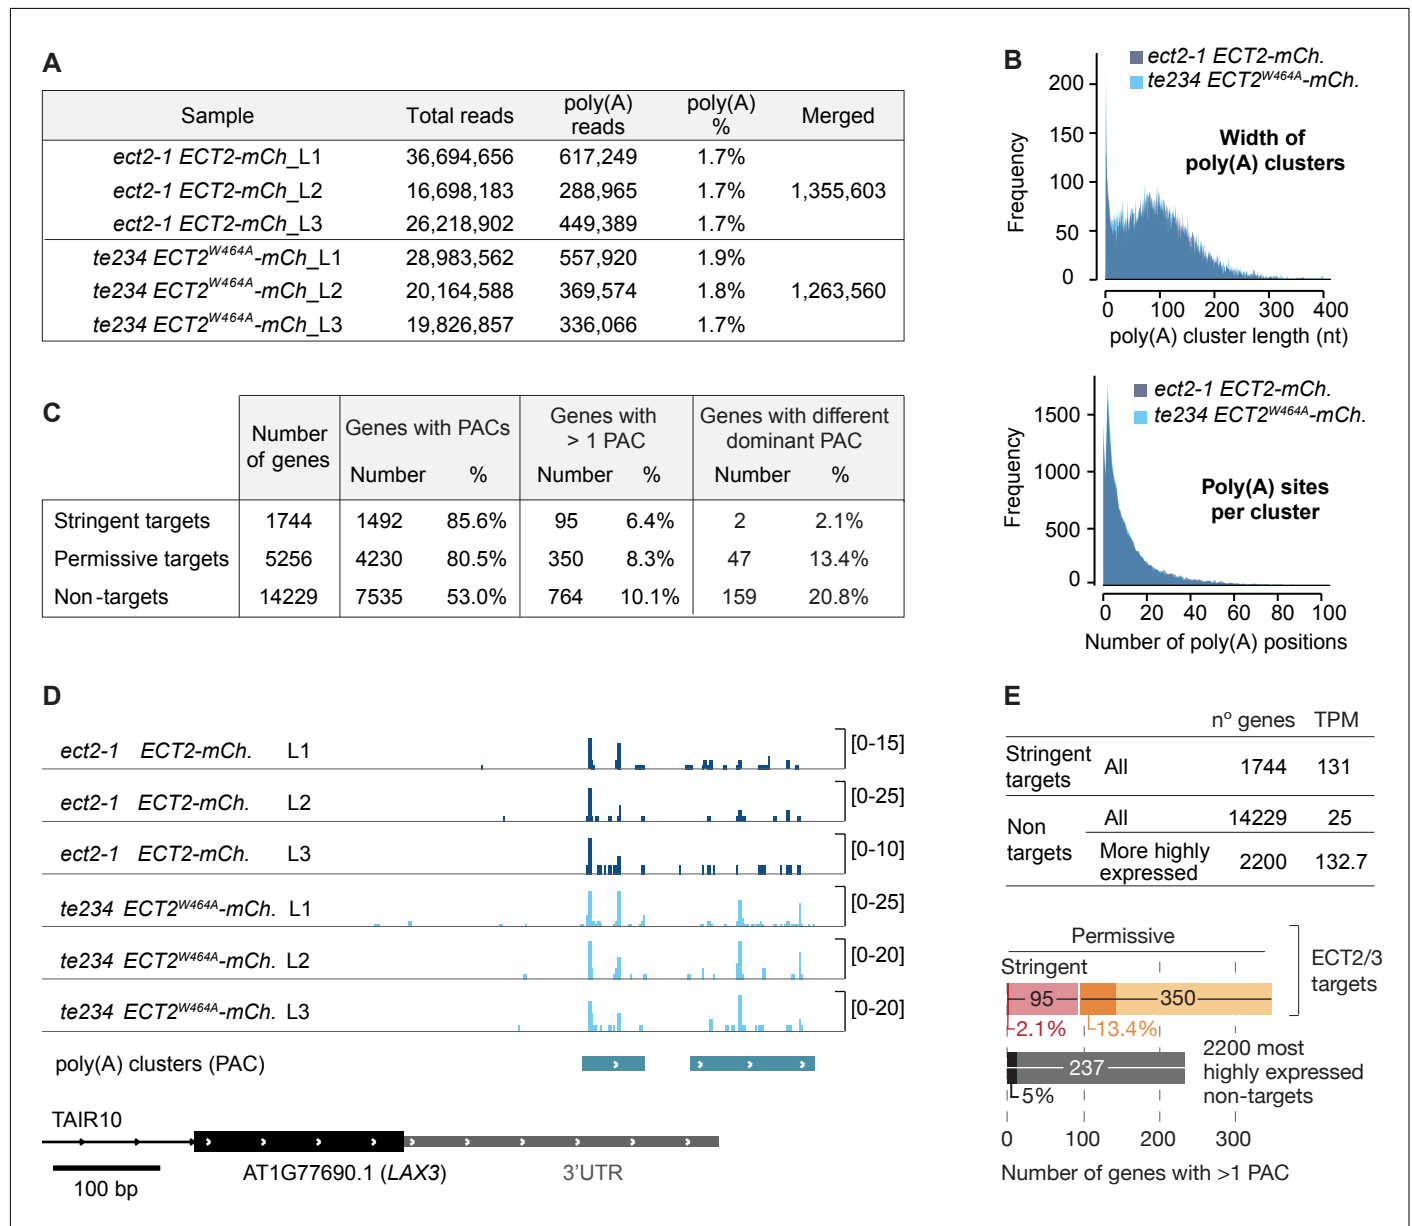 A
Sample Total reads poly(A) reads poly(A) % Merged
ect2-1 ECT2-mCh_L1 36,694,656 617,249 1.7%
ect2-1 ECT2-mCh_L2 16,698,183 288,965 1.7% 1,355,603
ect2-1 ECT2-mCh_L3 26,218,902 449,389 1.7%
te234 ECT2W464A-mCh_L1 28,983,562 557,920 1.9%
te234 ECT2W464A-mCh_L2 20,164,588 369,574 1.8% 1,263,560
te234 ECT2W464A-mCh_L3 19,826,857 336,066 1.7%
B
ect2-1 ECT2-mCh.
te234 ECT2W464A-mCh.
Width of
poly(A) clusters
Frequency
200
150
100
50
0
0 100 200 300 400
poly(A) cluster length (nt)
ect2-1 ECT2-mCh.
te234 ECT2W464A-mCh.
Poly(A) sites
per cluster
Frequency
1500
1000
500
0
0 20 40 60 80 100
Number of poly(A) positions
C
Number of genes Genes with PACs Genes with > 1 PAC Genes with different dominant PAC
Number % Number % Number %
Stringent targets 1744 1492 85.6% 95 6.4% 2 2.1%
Permissive targets 5256 4230 80.5% 350 8.3% 47 13.4%
Non-targets 14229 7535 53.0% 764 10.1% 159 20.8%
D
ect2-1 ECT2-mCh. L1 [0-15]
ect2-1 ECT2-mCh. L2 [0-25]
ect2-1 ECT2-mCh. L3 [0-10]
te234 ECT2W464A-mCh. L1 [0-25]
te234 ECT2W464A-mCh. L2 [0-20]
te234 ECT2W464A-mCh. L3 [0-20]
poly(A) clusters (PAC)
TAIR10
100 bp
AT1G77690.1 (LAX3) 3'UTR
E
nº genes TPM
Stringent targets All 1744 131
Non targets All 14229 25
More highly expressed 2200 132.7
Permissive
Stringent
95 350
2.1% 13.4%
ECT2/3
targets
237
5%
2200 most
highly expressed
non-targets
0 100 200 300
Number of genes with >1 PAC